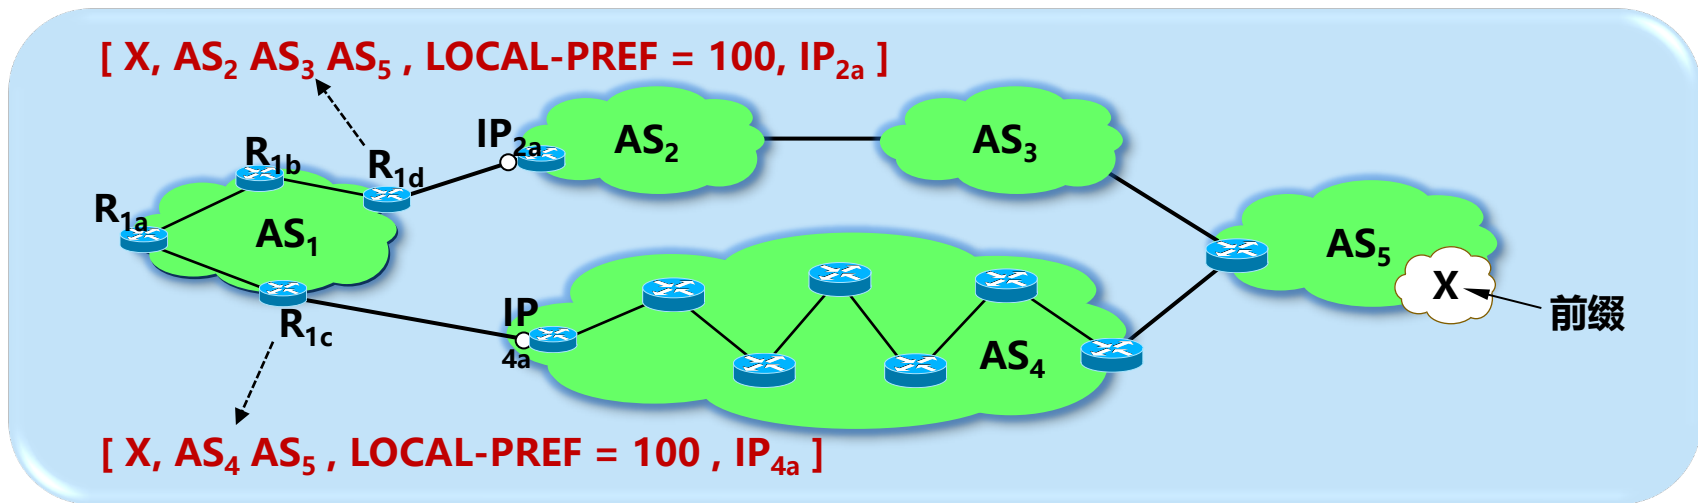 [ X, AS2 AS3 AS5 , LOCAL-PREF = 100, IP2a ]
IP2a
AS2
AS3
R1b
R1d
R1a
AS1
AS5
X
前缀
IP
4a
R1c
AS4
[ X, AS4 AS5 , LOCAL-PREF = 100 , IP4a ]